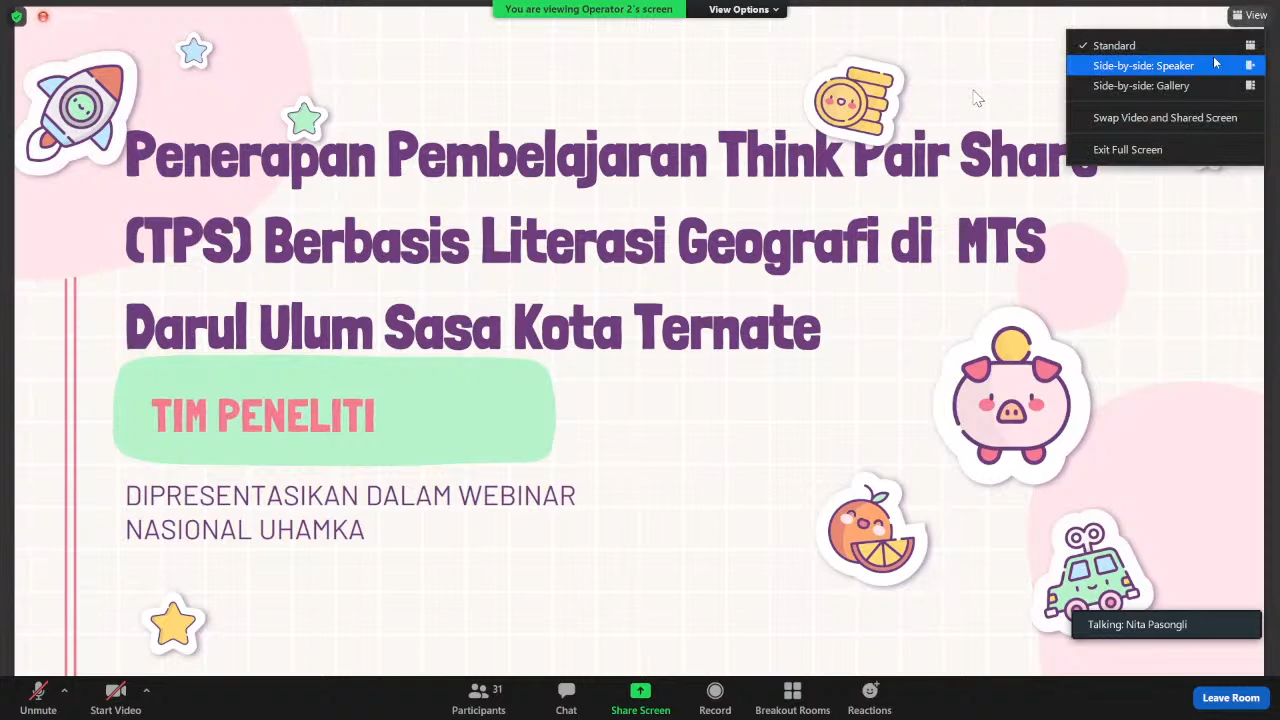 You are viewing Operator 2's screen
View Options
View
Standard
Side-by-side: Speaker
Side-by-side: Gallery
Swap Video and Shared Screen
Exit Full Screen
Penerapan Pembelajaran Think Pair Share
(TPS) Berbasis Literasi Geografi di MTS
Darul Ulum Sasa Kota Ternate
TIM PENELITI
DIPRESENTASIKAN DALAM WEBINAR
NASIONAL UHAMKA
Talking: Nita Pasongli
Unmute
Start Video
Participants 31
Chat
Share Screen
Record
Breakout Rooms
Reactions
Leave Room